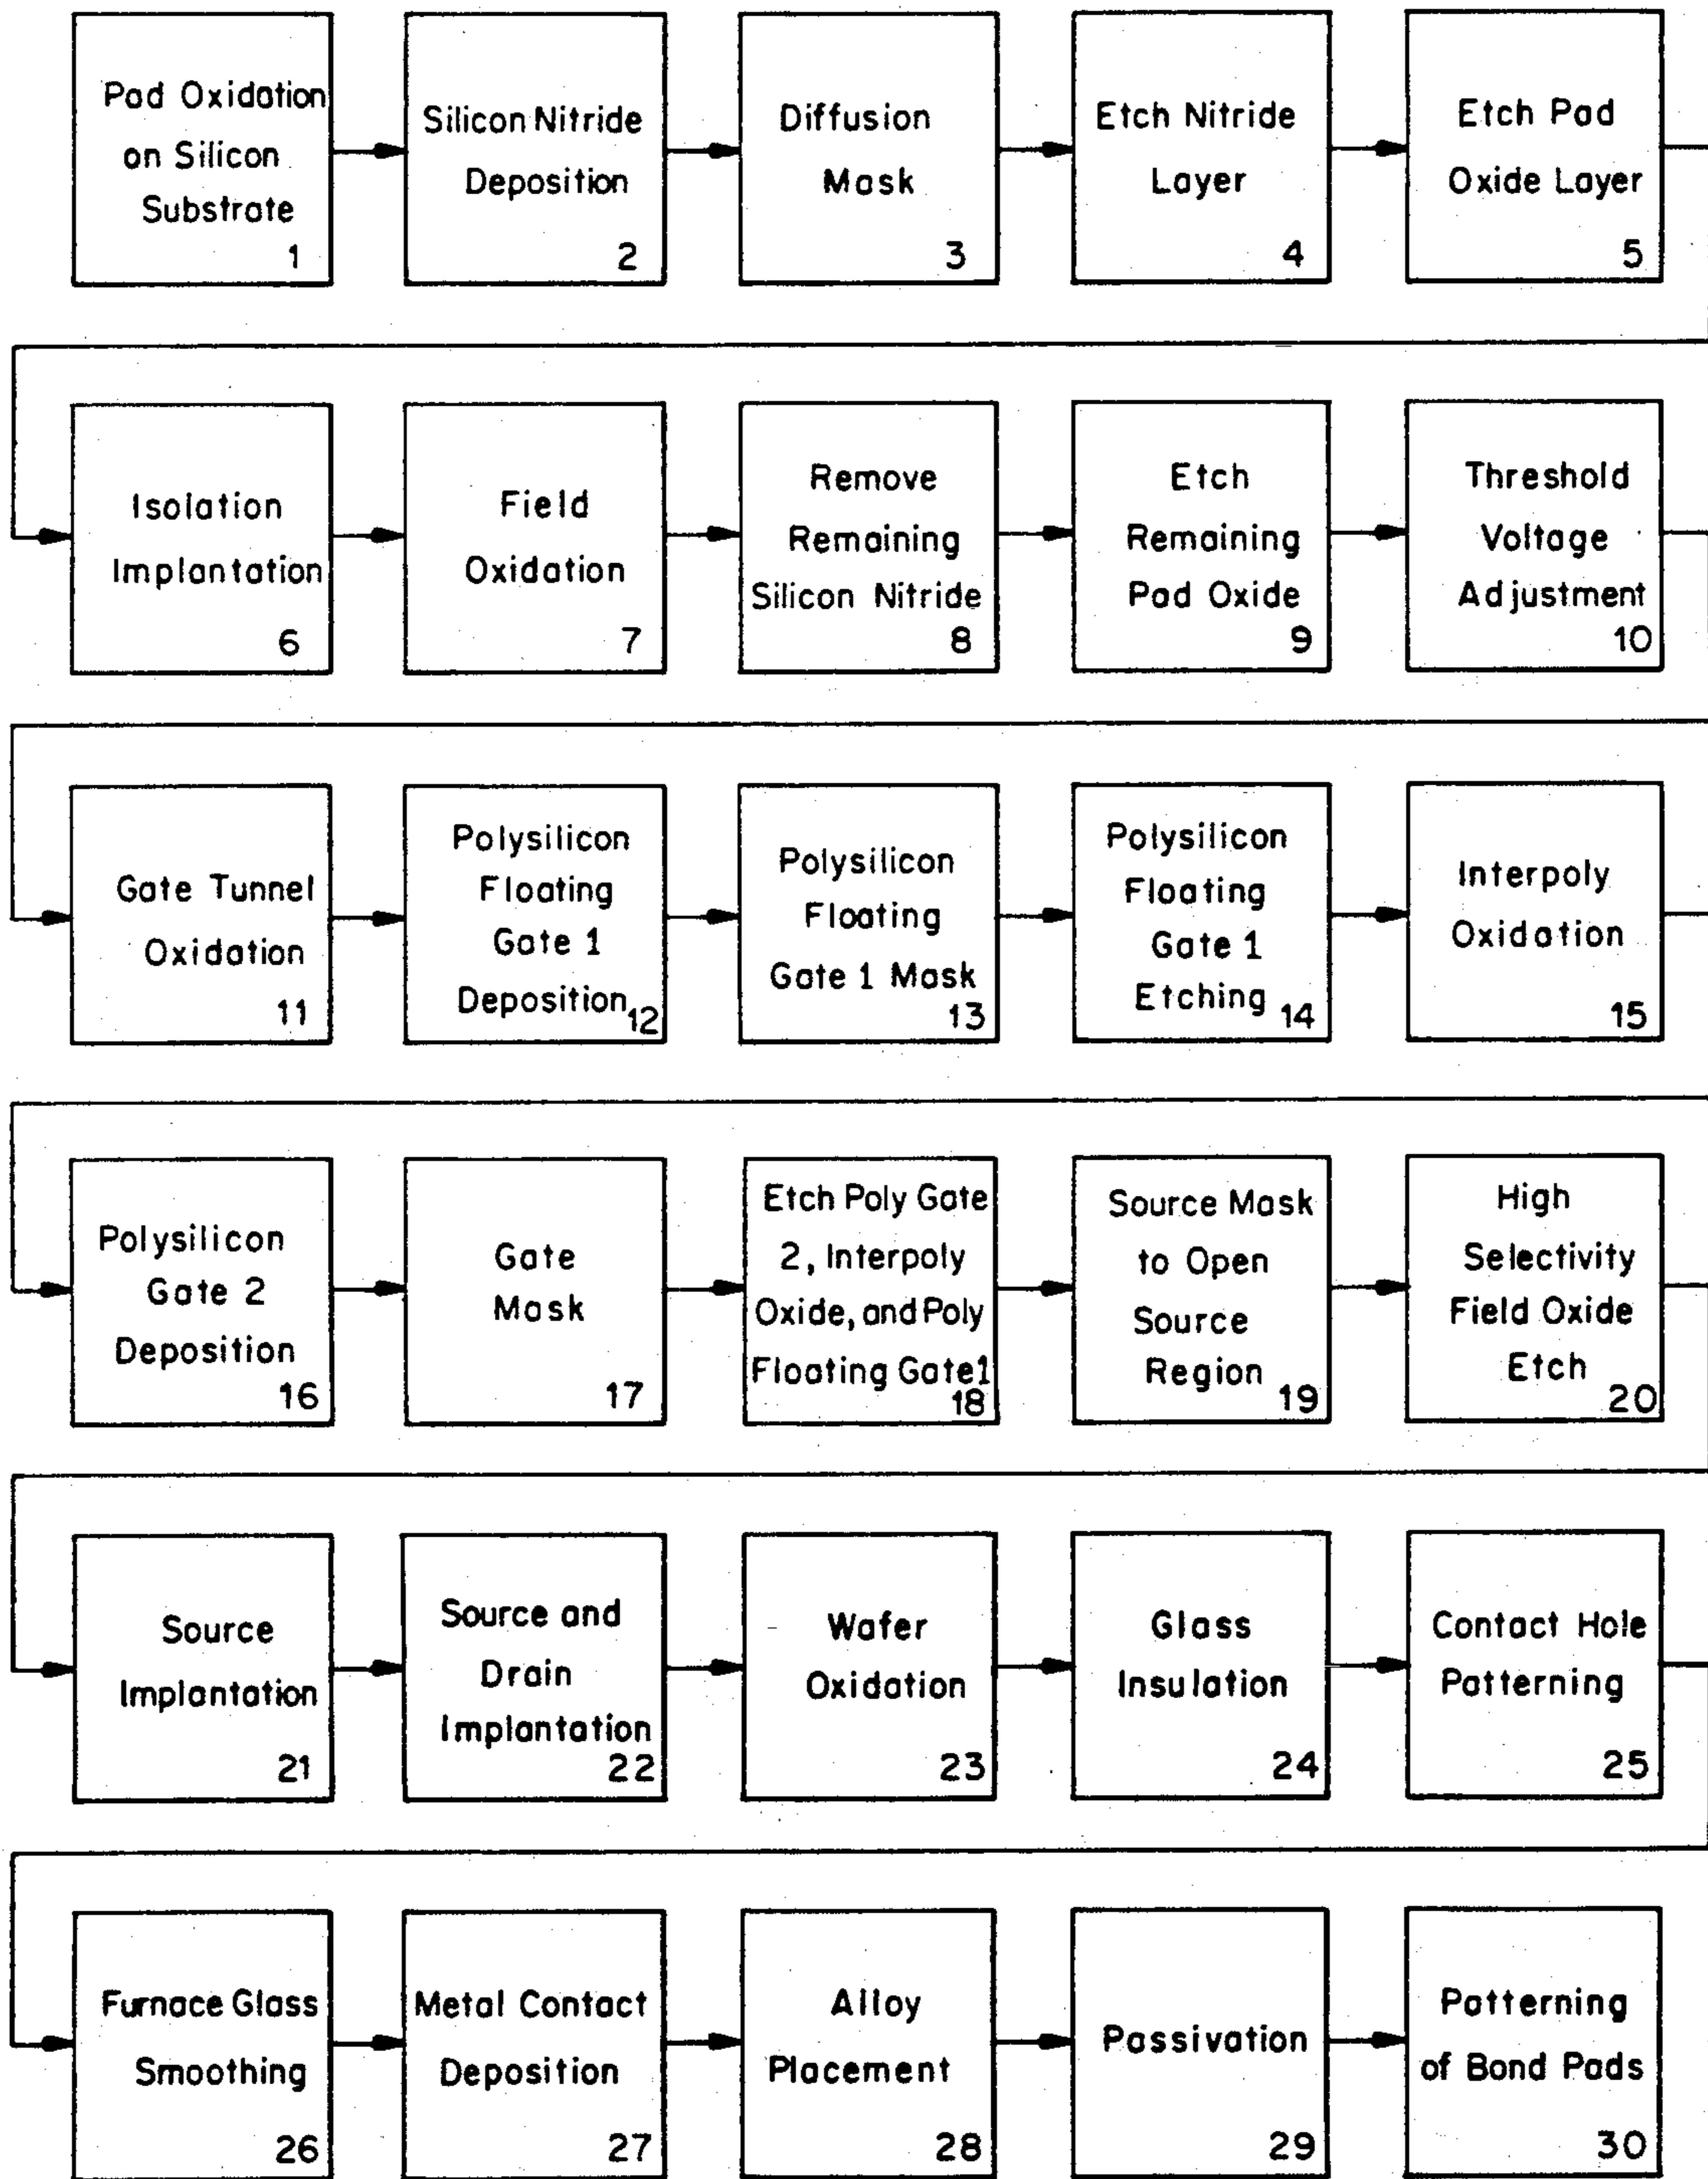 Pad Oxidation
on Silicon
Substrate
1
Silicon Nitride
Deposition
2
Diffusion
Mask
3
Etch Nitride
Layer
4
Etch Pad
Oxide Layer
5
Isolation
Implantation
6
Field
Oxidation
7
Remove
Remaining
Silicon Nitride
8
Etch
Remaining
Pad Oxide
9
Threshold
Voltage
Adjustment
10
Gate Tunnel
Oxidation
11
Polysilicon
Floating
Gate 1
Deposition
12
Polysilicon
Floating
Gate 1 Mask
13
Polysilicon
Floating
Gate 1
Etching
14
Interpoly
Oxidation
15
Polysilicon
Gate 2
Deposition
16
Gate
Mask
17
Etch Poly Gate
2, Interpoly
Oxide, and Poly
Floating Gate1
18
Source Mask
to Open
Source
Region
19
High
Selectivity
Field Oxide
Etch
20
Source
Implantation
21
Source and
Drain
Implantation
22
Wafer
Oxidation
23
Glass
Insulation
24
Contact Hole
Patterning
25
Furnace Glass
Smoothing
26
Metal Contact
Deposition
27
Alloy
Placement
28
Passivation
29
Patterning
of Bond Pads
30